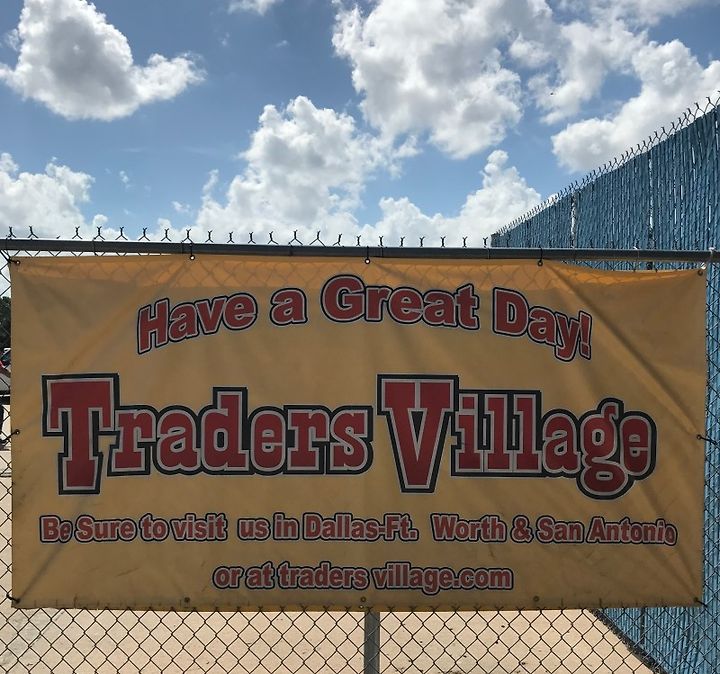 Have a Great Day!
Traders Village
Be Sure to visit us in Dallas-Ft. Worth & San Antonio
or at traders village.com